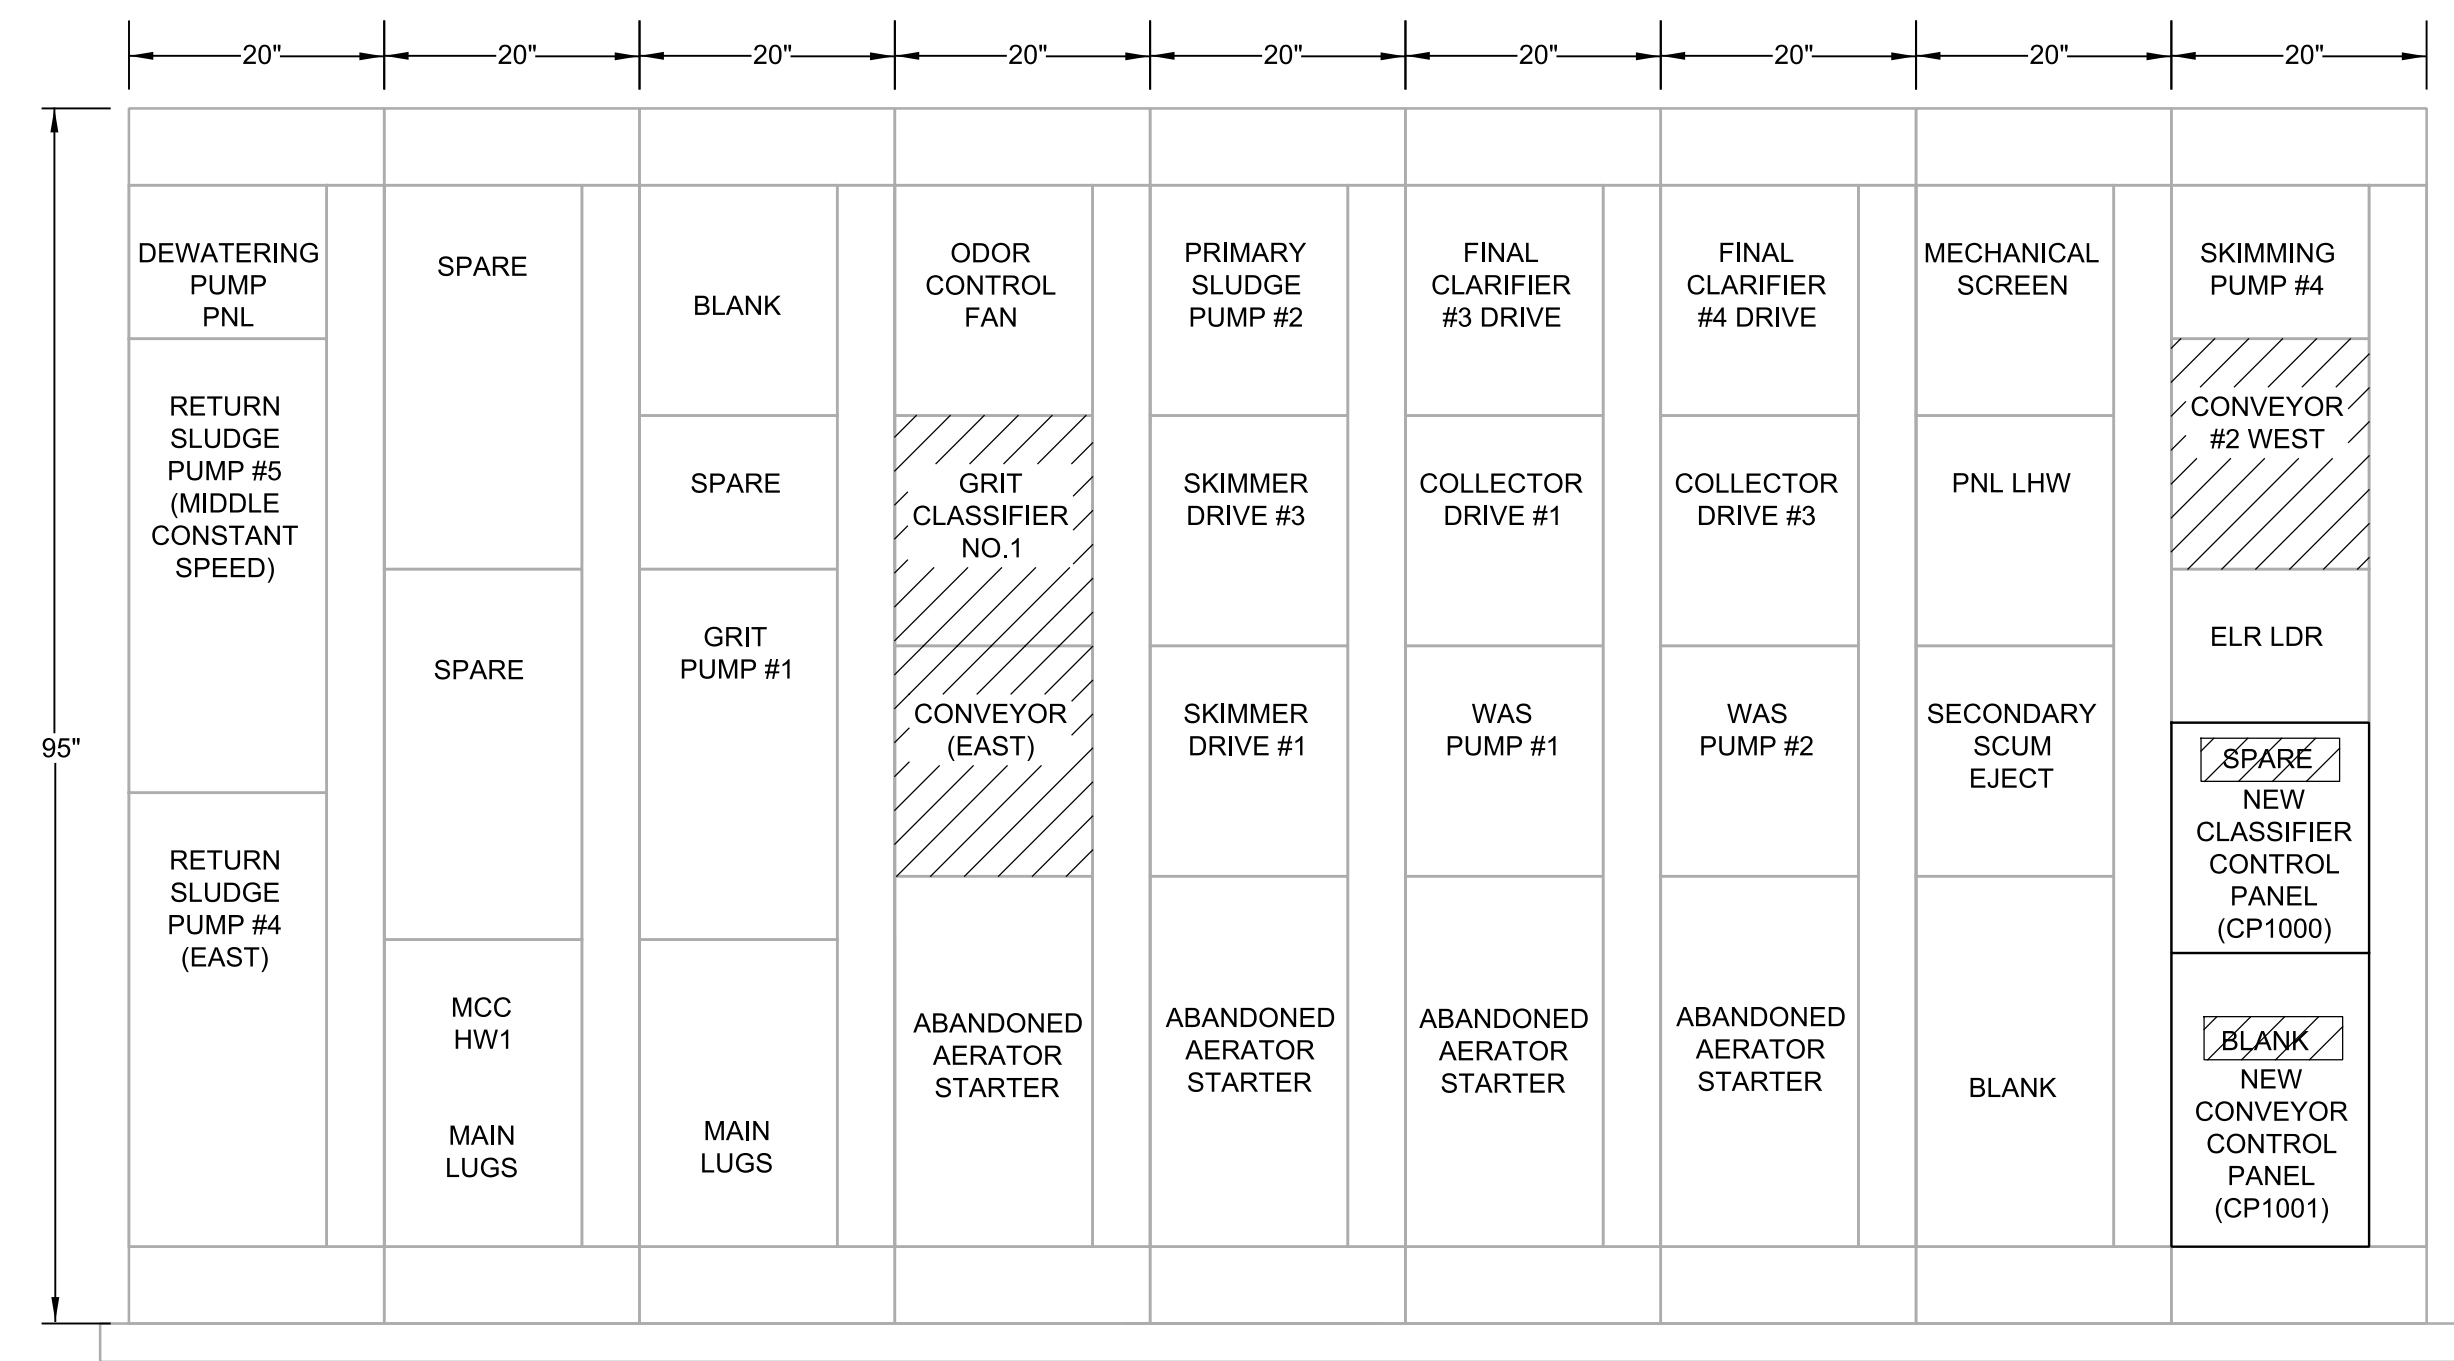 20" 20" 20" 20" 20" 20" 20" 20" 20"
95"
DEWATERING
PUMP
PNL
RETURN
SLUDGE
PUMP #5
(MIDDLE
CONSTANT
SPEED)
RETURN
SLUDGE
PUMP #4
(EAST)
SPARE
SPARE
MCC
HW1
MAIN
LUGS
BLANK
SPARE
GRIT
PUMP #1
MAIN
LUGS
ODOR
CONTROL
FAN
GRIT
CLASSIFIER
NO.1
CONVEYOR
(EAST)
ABANDONED
AERATOR
STARTER
PRIMARY
SLUDGE
PUMP #2
SKIMMER
DRIVE #3
SKIMMER
DRIVE #1
ABANDONED
AERATOR
STARTER
FINAL
CLARIFIER
#3 DRIVE
COLLECTOR
DRIVE #1
WAS
PUMP #1
ABANDONED
AERATOR
STARTER
FINAL
CLARIFIER
#4 DRIVE
COLLECTOR
DRIVE #3
WAS
PUMP #2
ABANDONED
AERATOR
STARTER
MECHANICAL
SCREEN
PNL LHW
SECONDARY
SCUM
EJECT
BLANK
SKIMMING
PUMP #4
CONVEYOR
#2 WEST
ELR LDR
SPARE
NEW
CLASSIFIER
CONTROL
PANEL
(CP1000)
BLANK
NEW
CONVEYOR
CONTROL
PANEL
(CP1001)